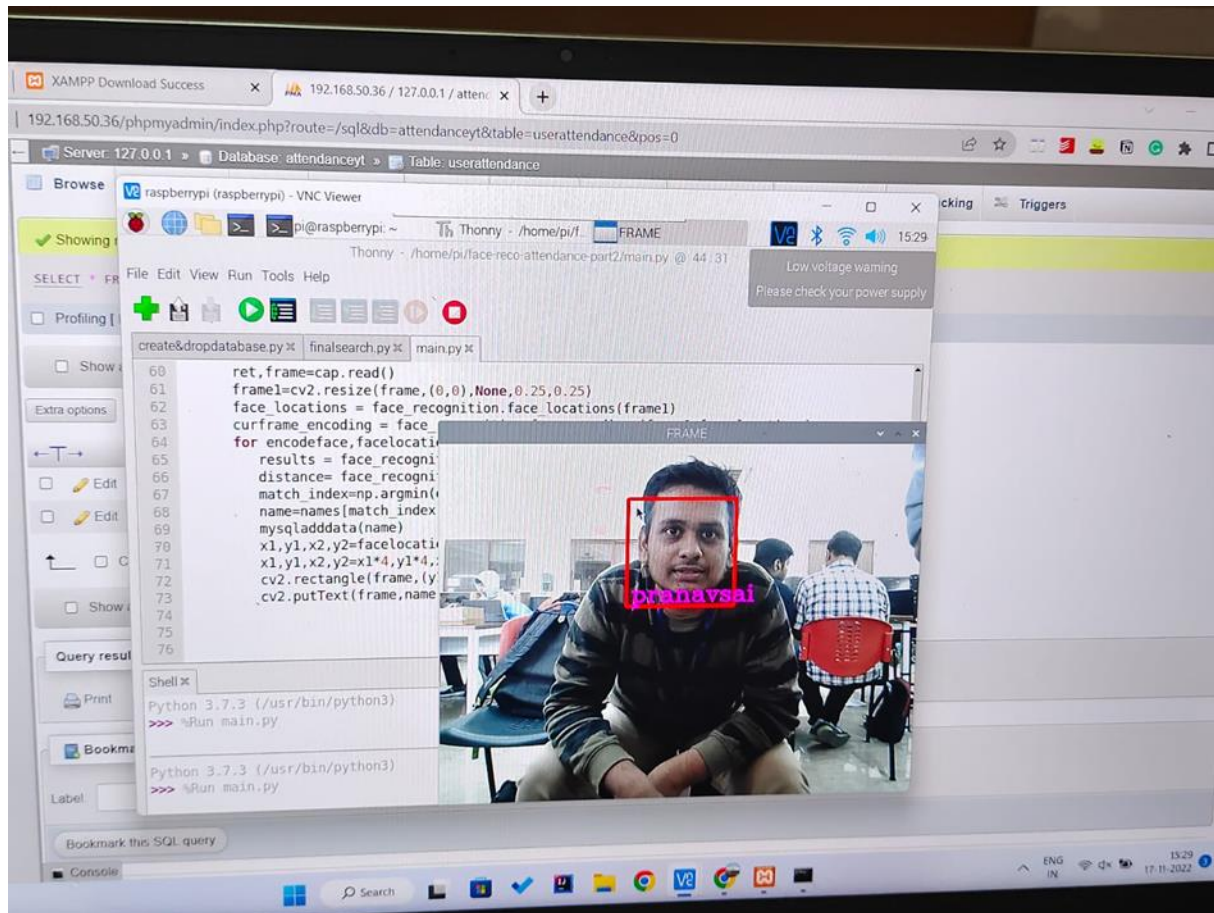 XAMPP Download Success
192.168.50.36 / 127.0.0.1 / attenc
192.168.50.36/phpmyadmin/index.php?route=/sql&db=attendanceyt&table=userattendance&pos=0
Server: 127.0.0.1 » Database: attendanceyt » Table: userattendance
Browse
cking
Triggers
raspberrypi (raspberrypi) - VNC Viewer
pi@raspberrypi: ~
Thonny - /home/pi/f..
FRAME
15:29
Thonny - /home/pi/face-reco-attendance-part2/main.py @ 44 : 31
Low voltage warning
Please check your power supply
File Edit View Run Tools Help
create&dropdatabase.py
finalsearch.py
main.py
60 ret,frame=cap.read()
61 frame1=cv2.resize(frame,(0,0),None,0.25,0.25)
62 face_locations = face_recognition.face_locations(frame1)
63 curframe_encoding = face_
64 for encodeface,facelocati
65 results = face_recogni
66 distance= face_recogni
67 match_index=np.argmin(
68 name=names[match_index
69 mysqladddata(name)
70 x1,y1,x2,y2=facelocati
71 x1,y1,x2,y2=x1*4,y1*4,
72 cv2.rectangle(frame,(y
73 cv2.putText(frame,name
74
75
76
FRAME
pranavsai
Shell
Python 3.7.3 (/usr/bin/python3)
>>> %Run main.py
Python 3.7.3 (/usr/bin/python3)
>>> %Run main.py
Showing
SELECT * FR
Profiling [
Show
Extra options
Edit
Edit
C
Show
Query resul
Print
Bookma
Label:
Bookmark this SQL query
Console
Search
ENG
IN
15:29
17-11-2022